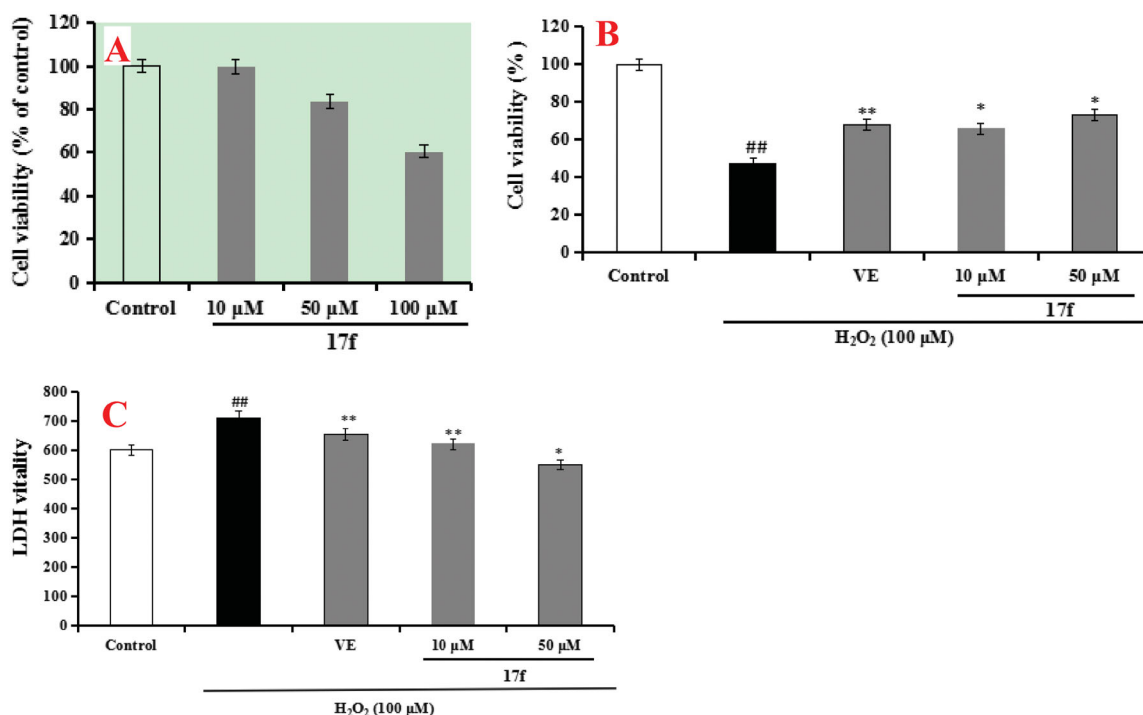 A
Cell viability (% of control)
120
100
80
60
40
20
0
Control
10 μM
50 μM
100 μM
17f
B
Cell viability (% )
120
100
80
60
40
20
0
##
**
*
*
Control
VE
10 μM
50 μM
17f
H₂O₂ (100 μM)
C
LDH vitality
800
700
600
500
400
300
200
100
0
##
**
**
*
Control
VE
10 μM
50 μM
17f
H₂O₂ (100 μM)